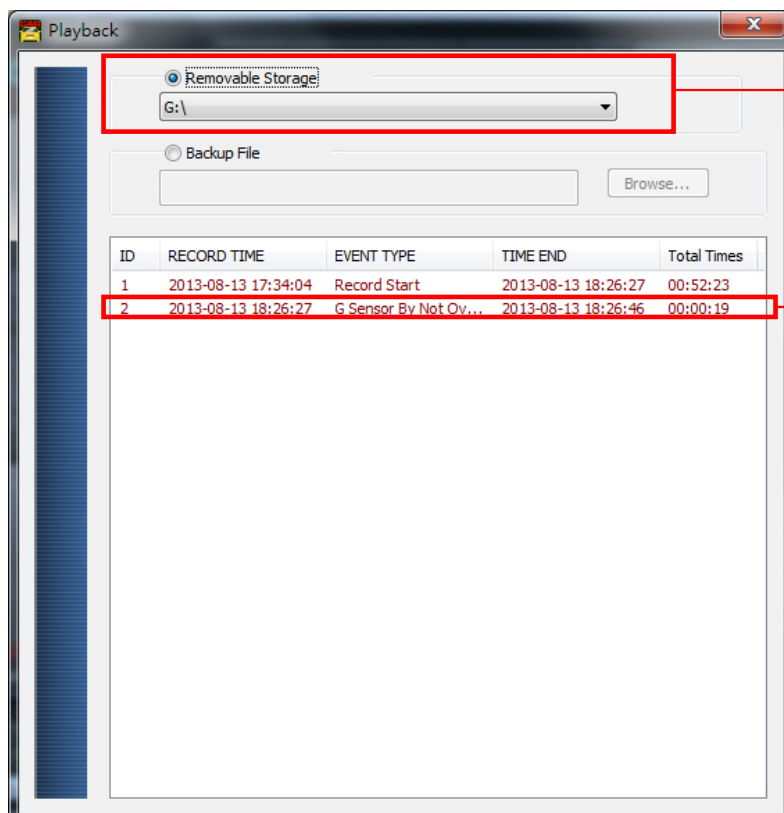 Playback
Removable Storage
G:\
Backup File
Browse...
ID RECORD TIME EVENT TYPE TIME END Total Times
1 2013-08-13 17:34:04 Record Start 2013-08-13 18:26:27 00:52:23
2 2013-08-13 18:26:27 G Sensor By Not Ov... 2013-08-13 18:26:46 00:00:19